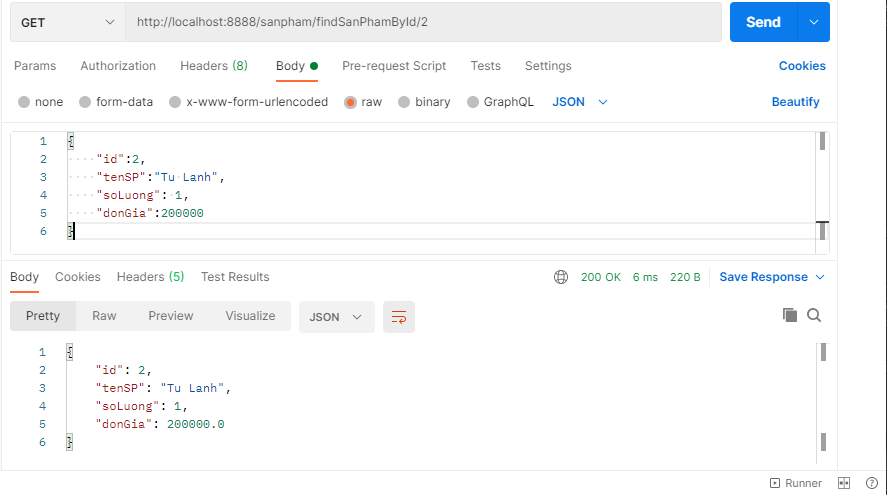 GET http://localhost:8888/sanpham/findSanPhamById/2 Send
Params Authorization Headers (8) Body Pre-request Script Tests Settings Cookies
none form-data x-www-form-urlencoded raw binary GraphQL JSON Beautify
1 {
2 "id":2,
3 "tenSP":"Tu Lanh",
4 "soLuong": 1,
5 "donGia":200000
6 }
Body Cookies Headers (5) Test Results 200 OK 6 ms 220 B Save Response
Pretty Raw Preview Visualize JSON
1 {
2 "id": 2,
3 "tenSP": "Tu Lanh",
4 "soLuong": 1,
5 "donGia": 200000.0
6 }
Runner